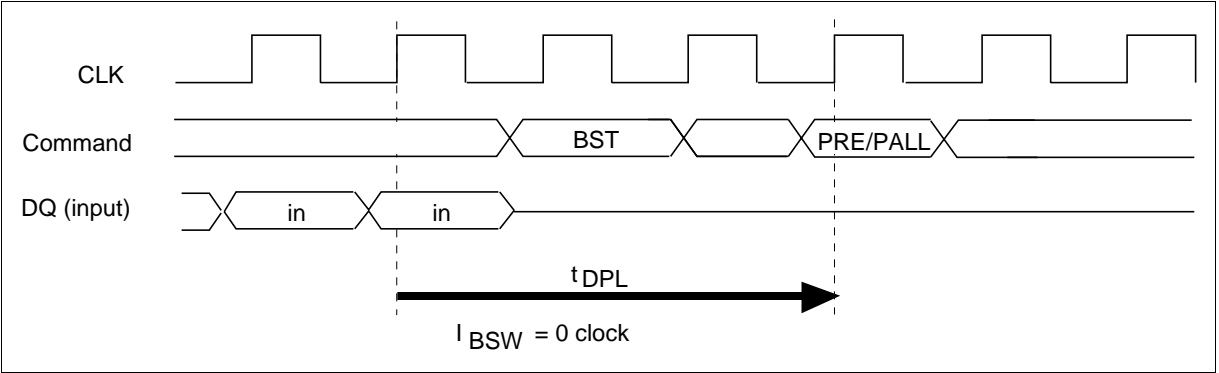 CLK
Command
BST
PRE/PALL
DQ (input)
in
in
t DPL
l BSW = 0 clock